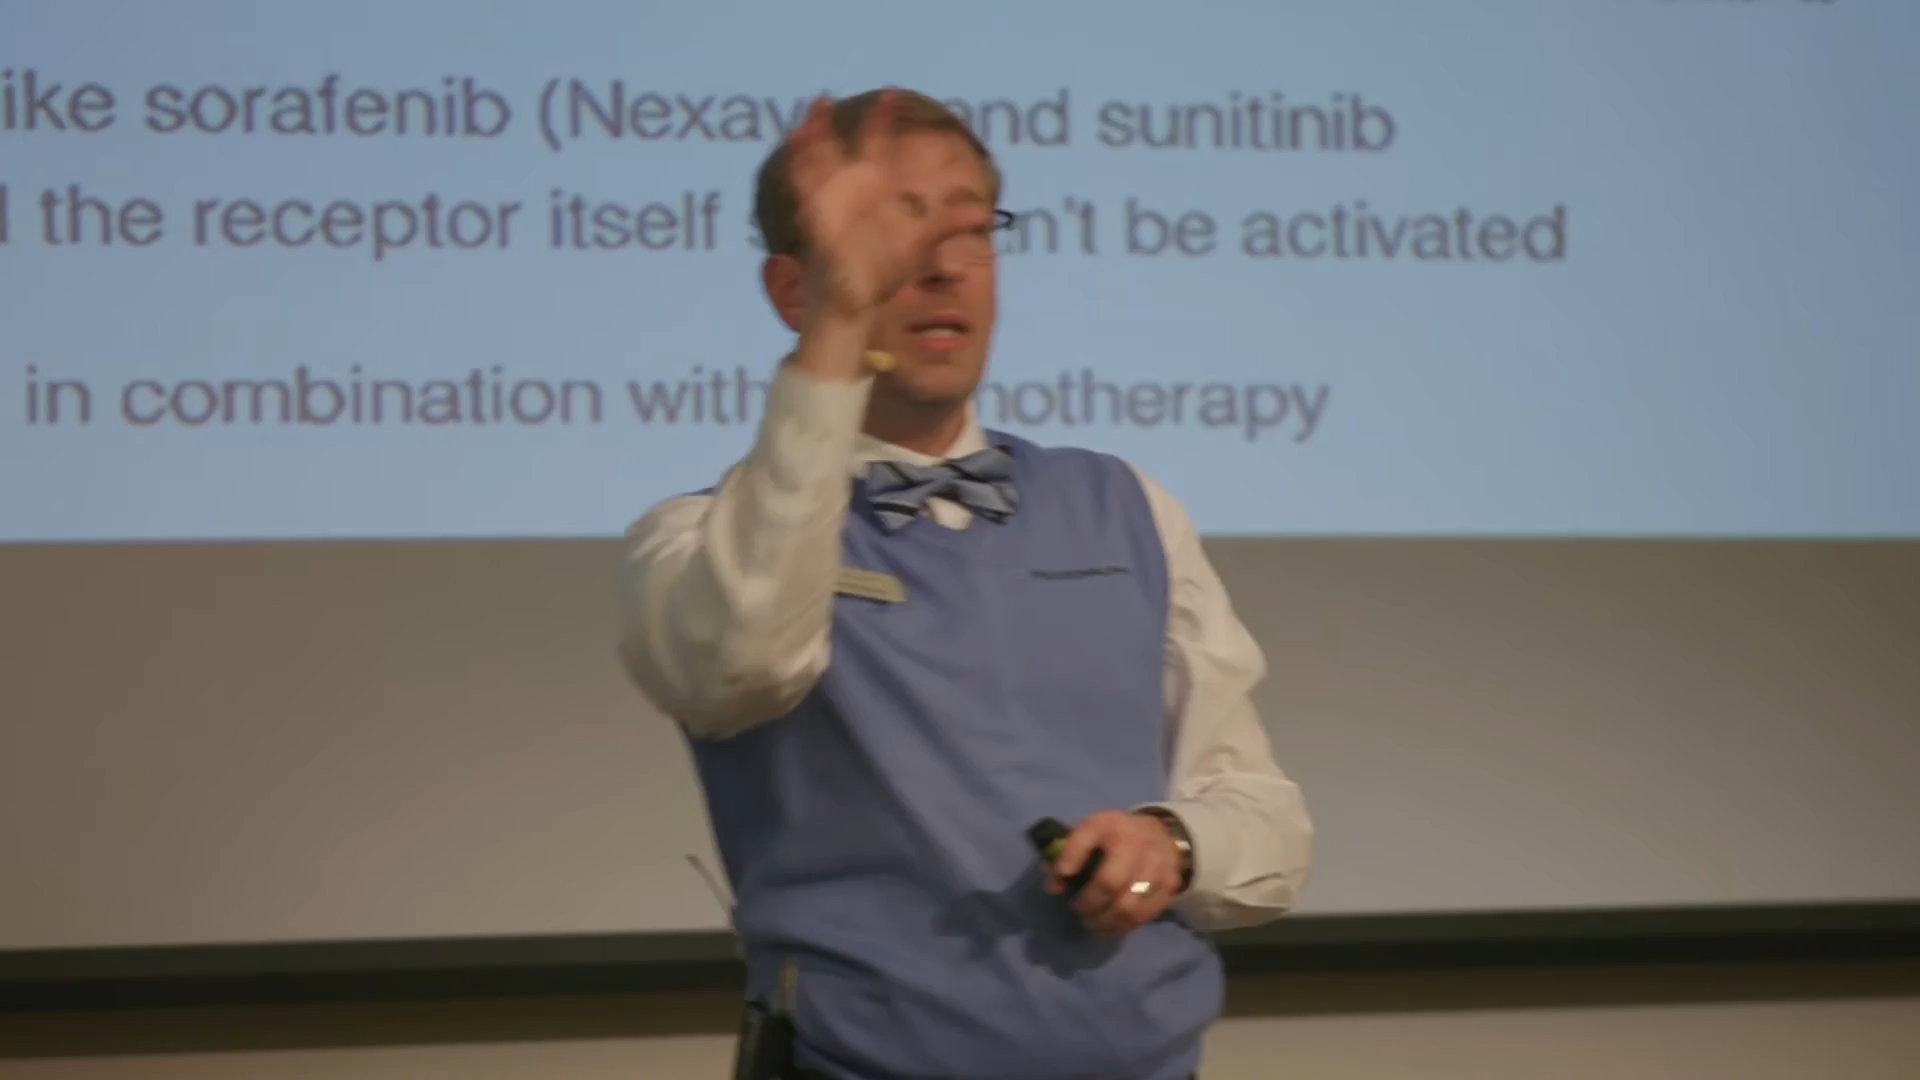 ike sorafenib (Nexav and sunitinib
the receptor itself n't be activated
in combination with otherapy